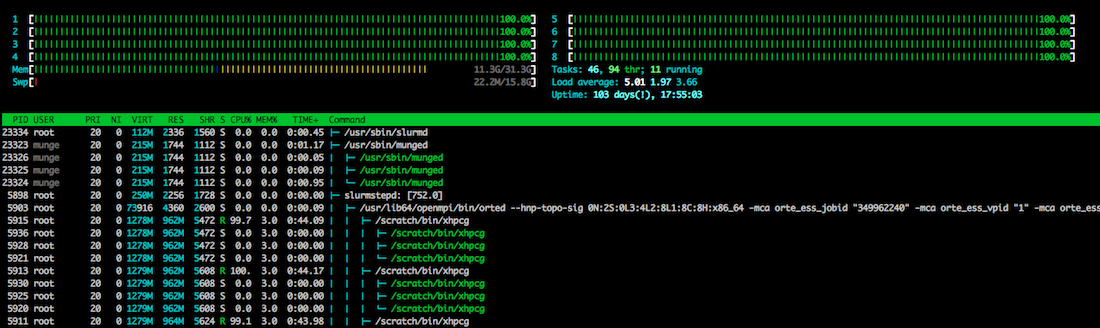 1 [100.0%] 5 [100.0%]
2 [100.0%] 6 [100.0%]
3 [100.0%] 7 [100.0%]
4 [100.0%] 8 [100.0%]
Mem[11.3G/31.3G] Tasks: 46, 94 thr; 11 running
Swp[22.2M/15.8G] Load average: 5.01 1.97 3.66
Uptime: 103 days(!), 17:55:03
PID USER PRI NI VIRT RES SHR S CPU% MEM% TIME+ Command
23334 root 20 0 112M 2336 1560 S 0.0 0.0 0:00.45 /usr/sbin/slurmd
23323 munge 20 0 215M 1744 1112 S 0.0 0.0 0:01.17 /usr/sbin/munged
23326 munge 20 0 215M 1744 1112 S 0.0 0.0 0:00.05 /usr/sbin/munged
23325 munge 20 0 215M 1744 1112 S 0.0 0.0 0:00.09 /usr/sbin/munged
23324 munge 20 0 215M 1744 1112 S 0.0 0.0 0:00.95 /usr/sbin/munged
5898 root 20 0 250M 2256 1728 S 0.0 0.0 0:00.00 slurmstepd: [752.0]
5903 root 20 0 73916 4360 2600 S 0.0 0.0 0:00.09 /usr/lib64/openmpi/bin/orted --hnp-topo-sig 0N:2S:0L3:4L2:8L1:8C:8H:x86_64 -mca orte_ess_jobid "349962240" -mca orte_ess_vpid "1" -mca orte_ess
5915 root 20 0 1278M 962M 5472 R 99.7 3.0 0:44.09 /scratch/bin/xhpcg
5936 root 20 0 1278M 962M 5472 S 0.0 3.0 0:00.00 /scratch/bin/xhpcg
5928 root 20 0 1278M 962M 5472 S 0.0 3.0 0:00.00 /scratch/bin/xhpcg
5921 root 20 0 1278M 962M 5472 S 0.0 3.0 0:00.00 /scratch/bin/xhpcg
5913 root 20 0 1279M 962M 5608 R 100. 3.0 0:44.17 /scratch/bin/xhpcg
5930 root 20 0 1279M 962M 5608 S 0.0 3.0 0:00.00 /scratch/bin/xhpcg
5925 root 20 0 1279M 962M 5608 S 0.0 3.0 0:00.00 /scratch/bin/xhpcg
5920 root 20 0 1279M 962M 5608 S 0.0 3.0 0:00.00 /scratch/bin/xhpcg
5911 root 20 0 1279M 964M 5624 R 99.1 3.0 0:43.98 /scratch/bin/xhpcg